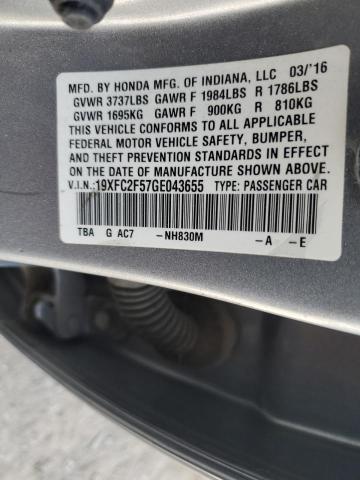 MFD. BY HONDA MFG. OF INDIANA, LLC 03/'16
GVWR 3737LBS GAWR F 1984LBS R 1786LBS
GVWR 1695KG GAWR F 900KG R 810KG
THIS VEHICLE CONFORMS TO ALL APPLICABLE
FEDERAL MOTOR VEHICLE SAFETY, BUMPER,
AND THEFT PREVENTION STANDARDS IN EFFECT
ON THE DATE OF MANUFACTURE SHOWN ABOVE.
V.I.N.: 19XFC2F57GE043655 TYPE: PASSENGER CAR
TBA G AC7 -NH830M -A -E